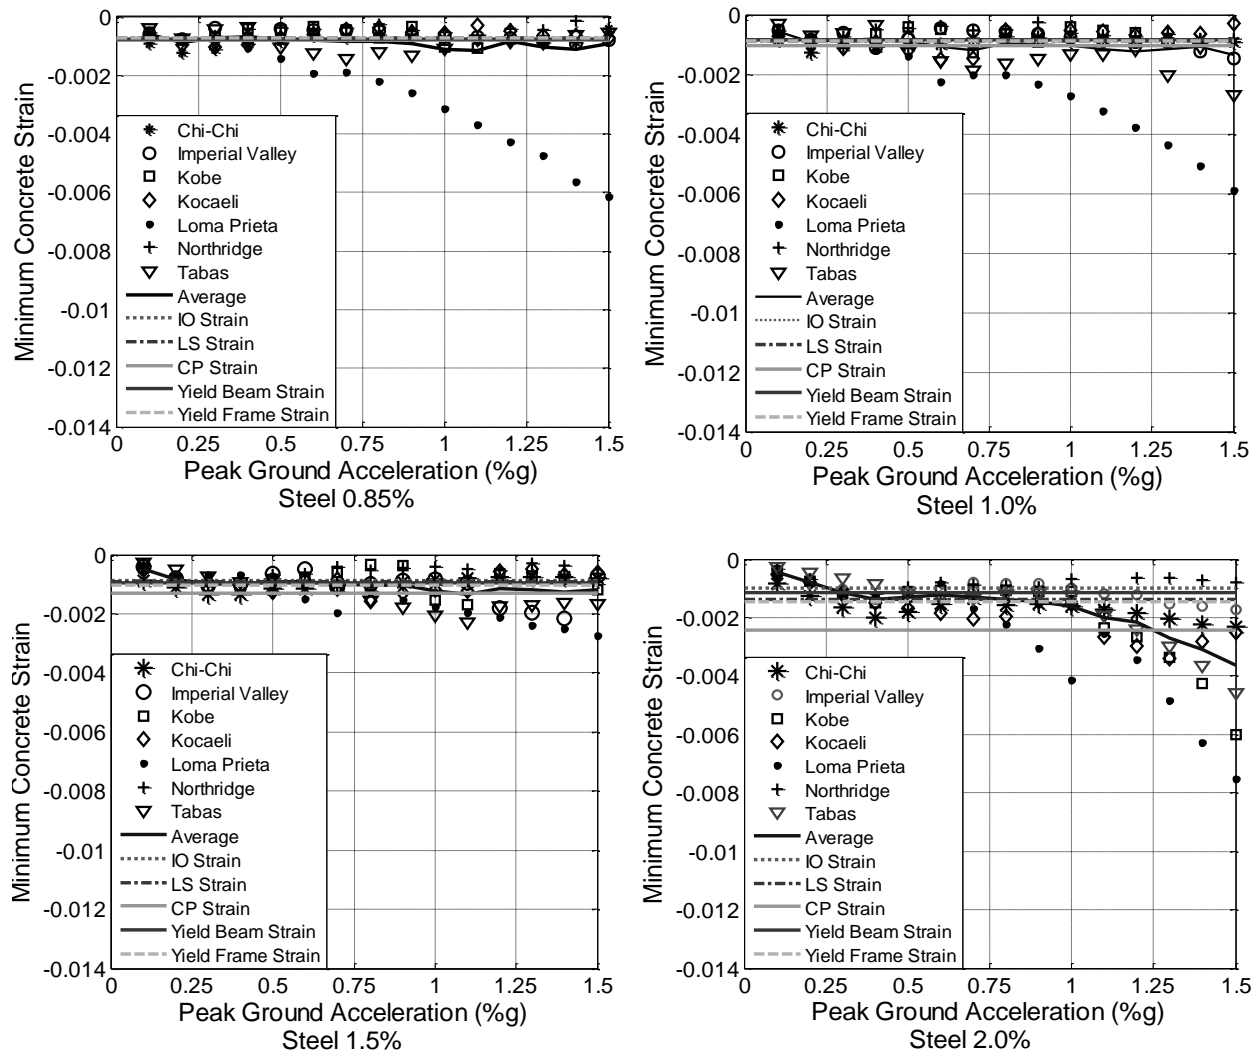 0
-0.002
-0.004
-0.006
-0.008
-0.01
-0.012
-0.014
Minimum Concrete Strain
Chi-Chi
Imperial Valley
Kobe
Kocaeli
Loma Prieta
Northridge
Tabas
Average
IO Strain
LS Strain
CP Strain
Yield Beam Strain
Yield Frame Strain
0 0.25 0.5 0.75 1 1.25 1.5
Peak Ground Acceleration (%g)
Steel 0.85%
0
-0.002
-0.004
-0.006
-0.008
-0.01
-0.012
-0.014
Minimum Concrete Strain
Chi-Chi
Imperial Valley
Kobe
Kocaeli
Loma Prieta
Northridge
Tabas
Average
IO Strain
LS Strain
CP Strain
Yield Beam Strain
Yield Frame Strain
0 0.25 0.5 0.75 1 1.25 1.5
Peak Ground Acceleration (%g)
Steel 1.0%
0
-0.002
-0.004
-0.006
-0.008
-0.01
-0.012
-0.014
Minimum Concrete Strain
Chi-Chi
Imperial Valley
Kobe
Kocaeli
Loma Prieta
Northridge
Tabas
Average
IO Strain
LS Strain
CP Strain
Yield Beam Strain
Yield Frame Strain
0 0.25 0.5 0.75 1 1.25 1.5
Peak Ground Acceleration (%g)
Steel 1.5%
0
-0.002
-0.004
-0.006
-0.008
-0.01
-0.012
-0.014
Minimum Concrete Strain
Chi-Chi
Imperial Valley
Kobe
Kocaeli
Loma Prieta
Northridge
Tabas
Average
IO Strain
LS Strain
CP Strain
Yield Beam Strain
Yield Frame Strain
0 0.25 0.5 0.75 1 1.25 1.5
Peak Ground Acceleration (%g)
Steel 2.0%